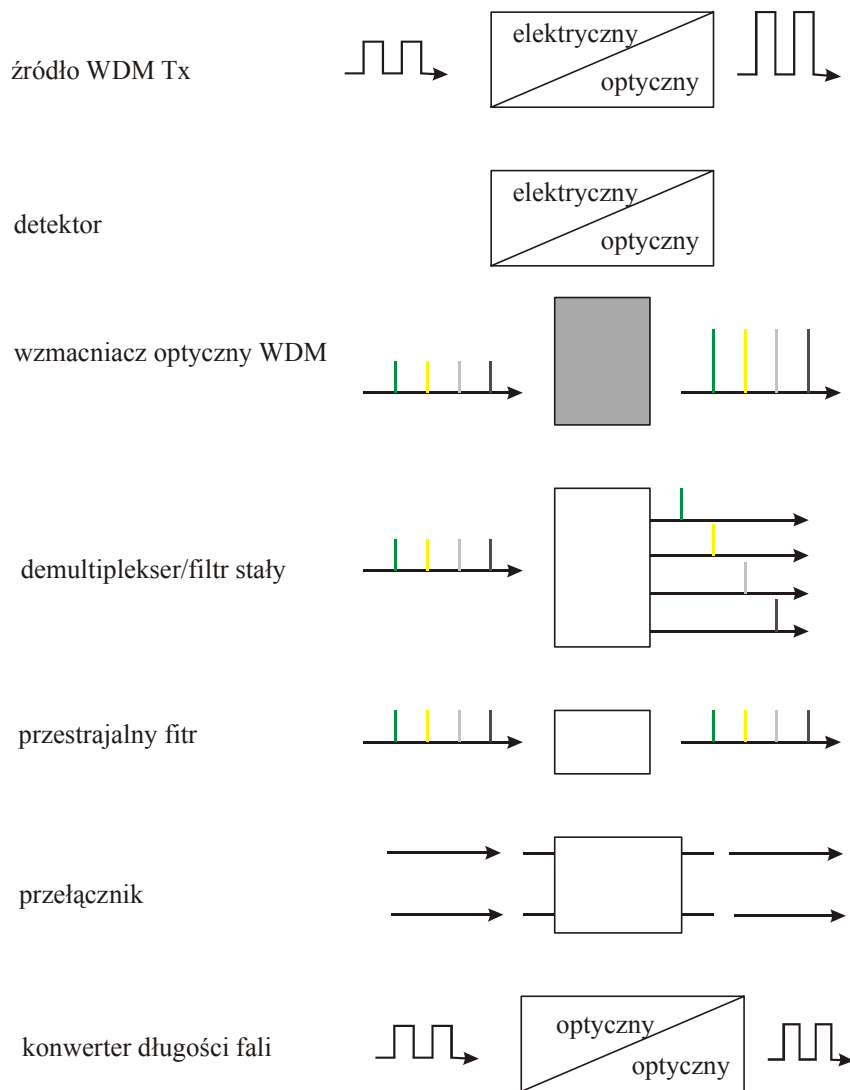 źródło WDM Tx
elektryczny
optyczny
detektor
elektryczny
optyczny
wzmacniacz optyczny WDM
demultiplekser/filtr stały
przestrajalny fitr
przełącznik
konwerter długości fali
optyczny
optyczny